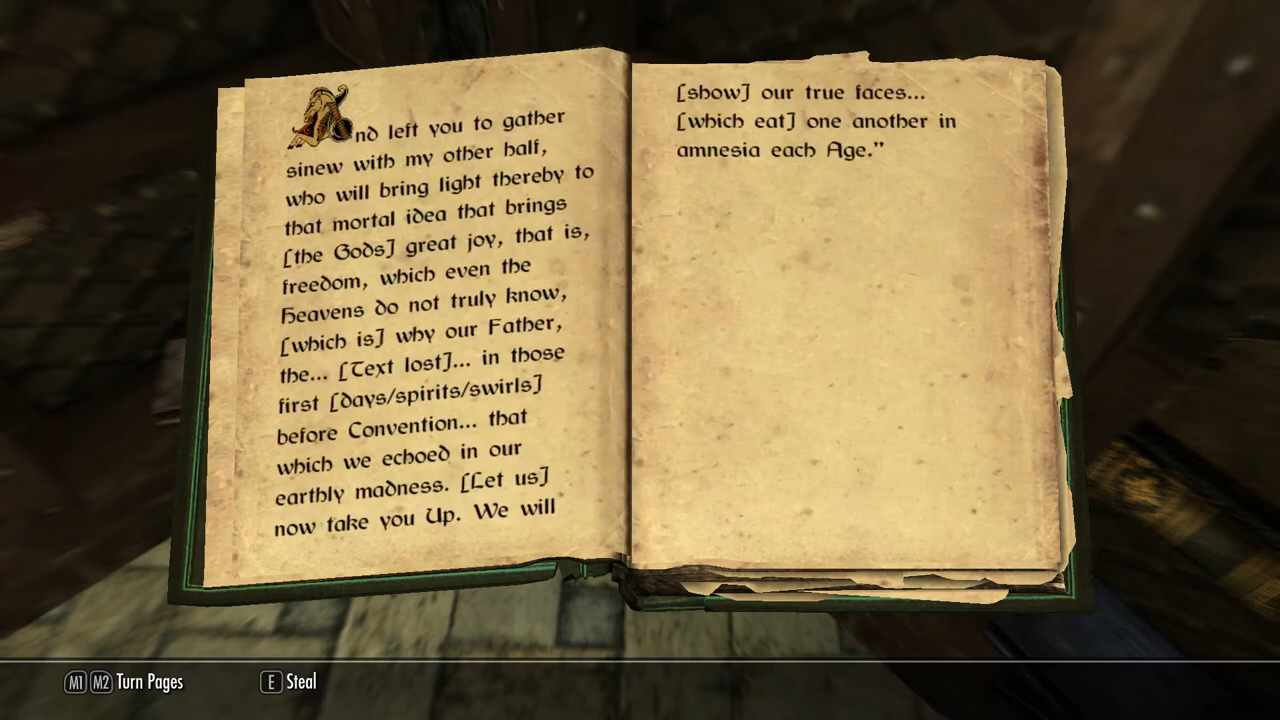 And left you to gather
sinew with my other half,
who will bring light thereby to
that mortal idea that brings
[the Gods] great joy, that is,
freedom, which even the
Heavens do not truly know,
[which is] why our Father,
the... [Text lost]... in those
first [days/spirits/swirls]
before Convention... that
which we echoed in our
earthly madness. [Let us]
now take you Up. We will
[show] our true faces...
[which eat] one another in
amnesia each Age."
M1 M2 Turn Pages
E Steal